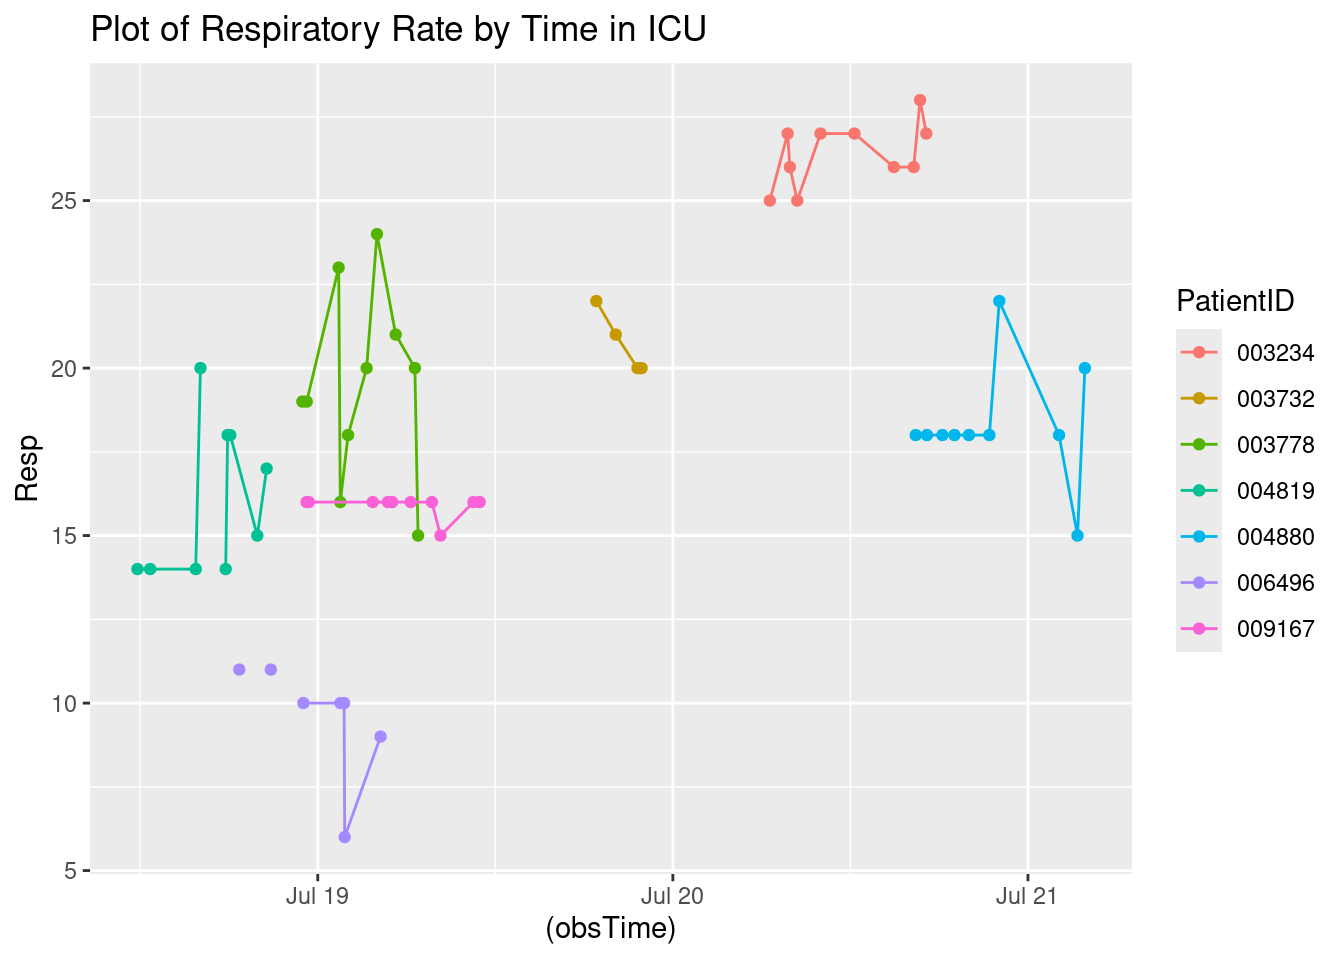 Plot of Respiratory Rate by Time in ICU
Resp
25
20
15
10
5
Jul 19
Jul 20
Jul 21
(obsTime)
PatientID
003234
003732
003778
004819
004880
006496
009167